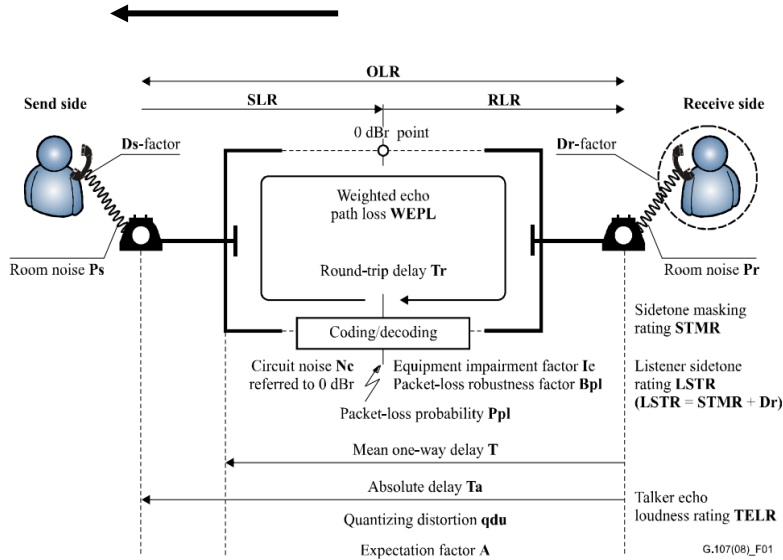 OLR
Send side
SLR
RLR
Receive side
0 dBr point
Ds-factor
Dr-factor
Weighted echo
path loss WEPL
Room noise Ps
Round-trip delay Tr
Room noise Pr
Coding/decoding
Sidetone masking
rating STMR
Circuit noise Nc
referred to 0 dBr
Equipment impairment factor Ie
Packet-loss robustness factor Bpl
Listener sidetone
rating LSTR
(LSTR = STMR + Dr)
Packet-loss probability Ppl
Mean one-way delay T
Absolute delay Ta
Talker echo
loudness rating TELR
Quantizing distortion qdu
Expectation factor A
G.107(08)_F01